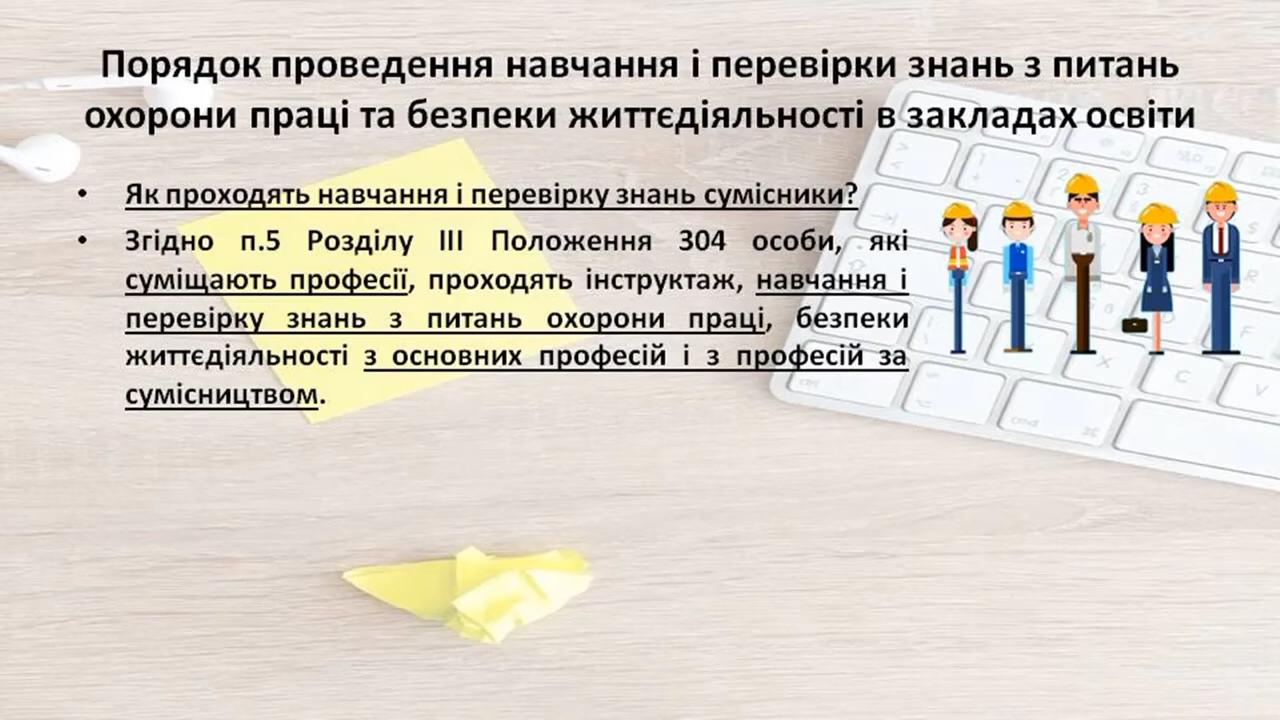 Порядок проведення навчання і перевірки знань з питань
охорони праці та безпеки життєдіяльності в закладах освіти
• Як проходять навчання і перевірку знань сумісники?
• Згідно п.5 Розділу ІІІ Положення 304 особи, які
суміщають професії, проходять інструктаж, навчання і
перевірку знань з питань охорони праці, безпеки
життєдіяльності з основних професій і з професій за
сумісництвом.